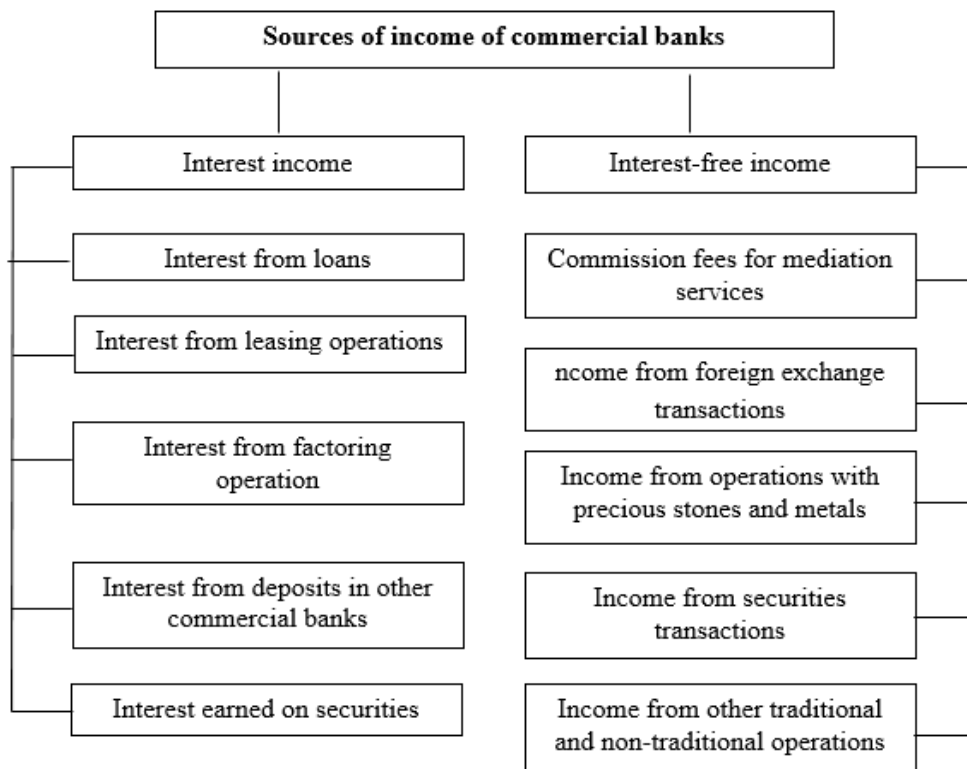 Sources of income of commercial banks
Interest income
Interest from loans
Interest from leasing operations
Interest from factoring
operation
Interest from deposits in other
commercial banks
Interest earned on securities
Interest-free income
Commission fees for mediation
services
ncome from foreign exchange
transactions
Income from operations with
precious stones and metals
Income from securities
transactions
Income from other traditional
and non-traditional operations